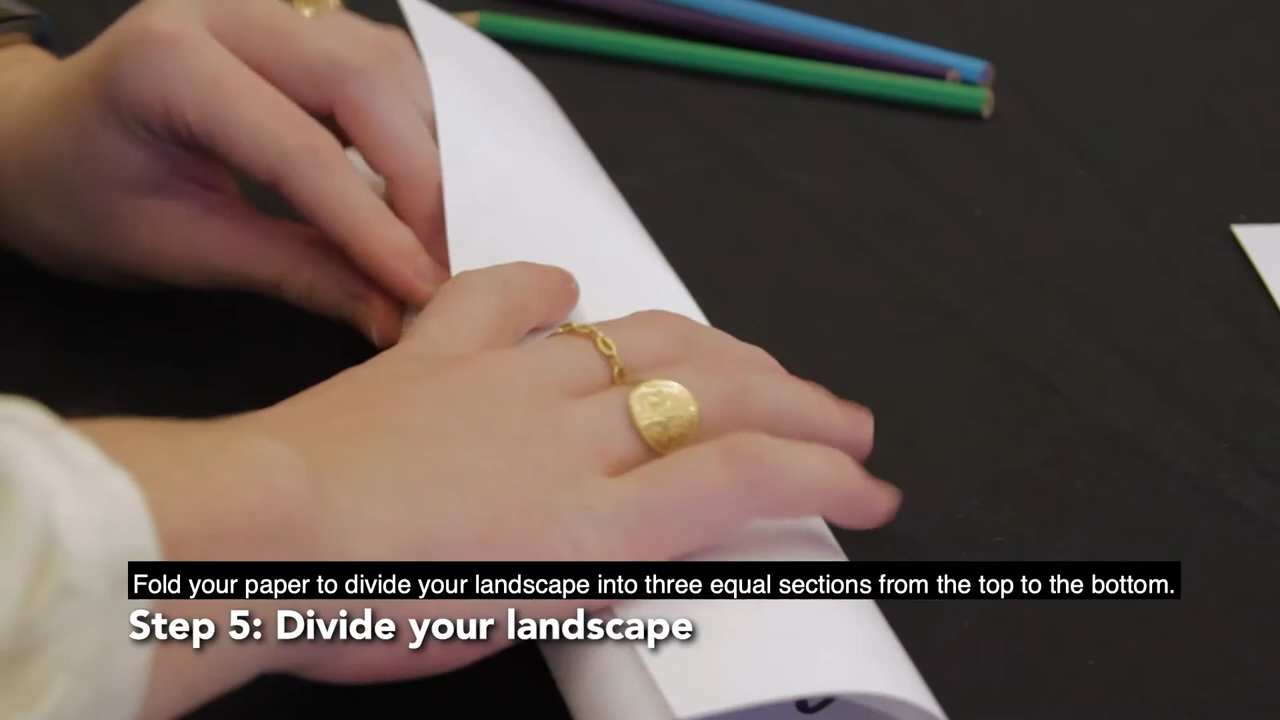 Fold your paper to divide your landscape into three equal sections from the top to the bottom.
Step 5: Divide your landscape